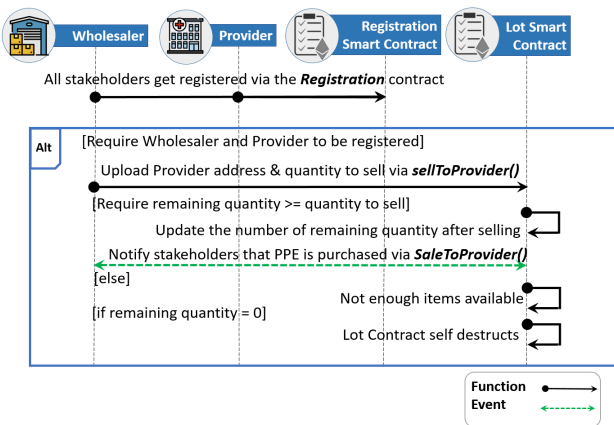 Wholesaler
Provider
Registration
Smart Contract
Lot Smart
Contract
All stakeholders get registered via the Registration contract
Alt
[Require Wholesaler and Provider to be registered]
Upload Provider address & quantity to sell via sellToProvider()
[Require remaining quantity >= quantity to sell]
Update the number of remaining quantity after selling
Notify stakeholders that PPE is purchased via SaleToProvider()
[else]
Not enough items available
[if remaining quantity = 0]
Lot Contract self destructs
Function
Event